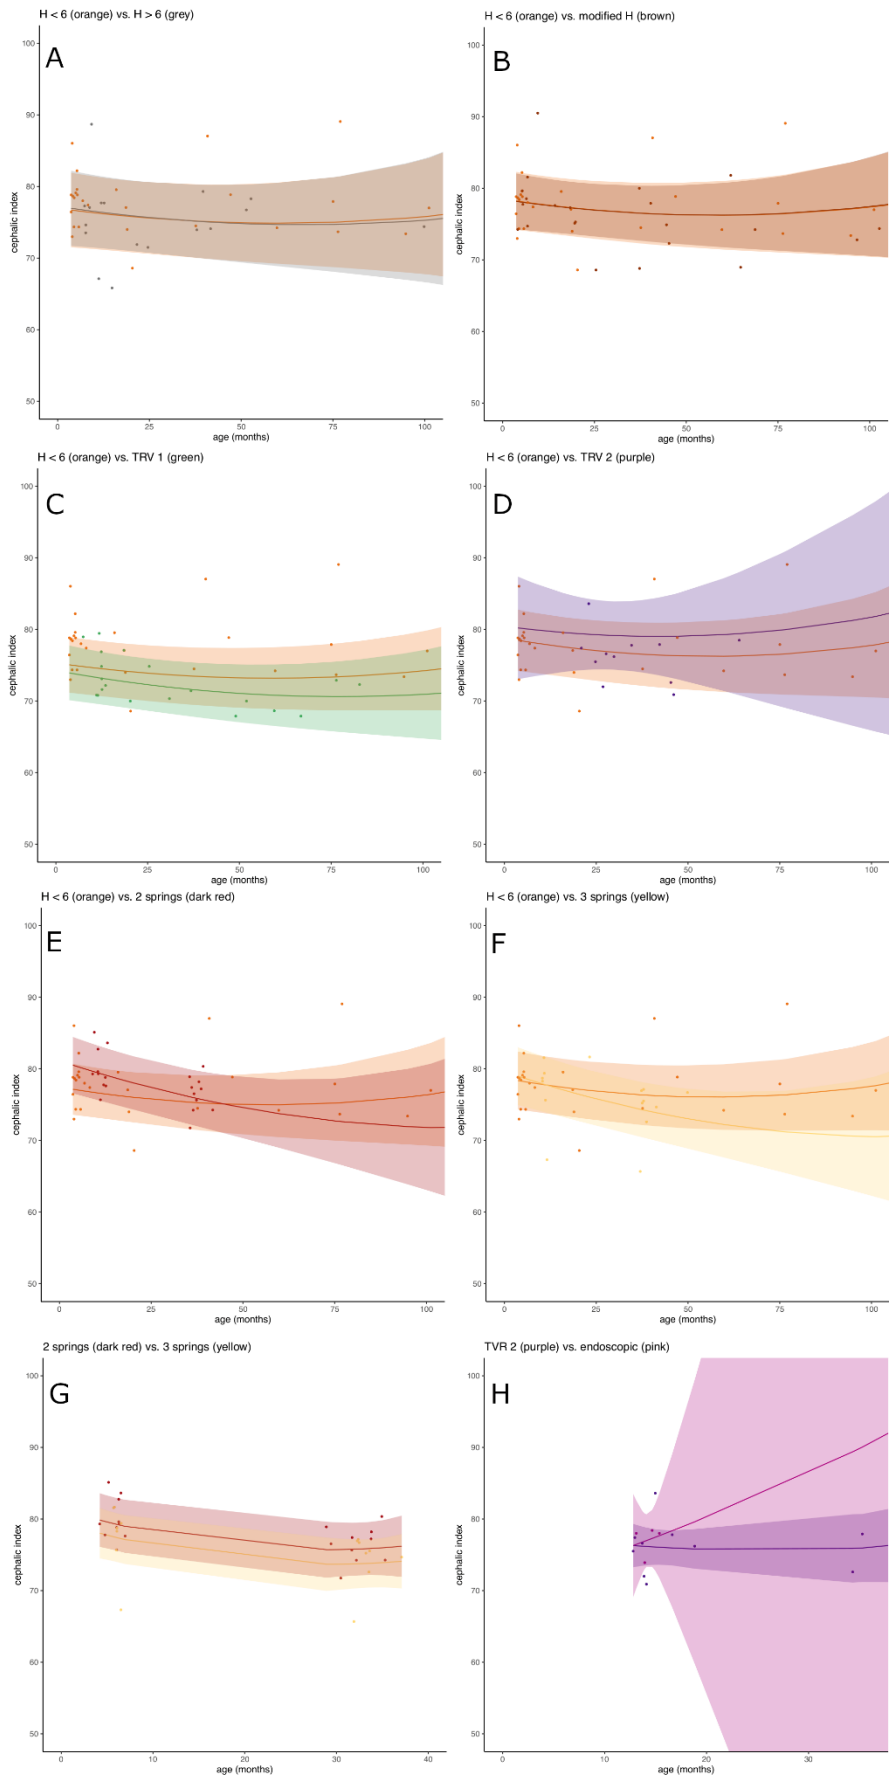 H < 6 (orange) vs. H > 6 (grey)
A
100
90
80
70
60
50
cephalic index
0 25 50 75 100
age (months)
H < 6 (orange) vs. modified H (brown)
B
100
90
80
70
60
50
cephalic index
0 25 50 75 100
age (months)
H < 6 (orange) vs. TRV 1 (green)
C
100
90
80
70
60
50
cephalic index
0 25 50 75 100
age (months)
H < 6 (orange) vs. TRV 2 (purple)
D
100
90
80
70
60
50
cephalic index
0 25 50 75 100
age (months)
H < 6 (orange) vs. 2 springs (dark red)
E
100
90
80
70
60
50
cephalic index
0 25 50 75 100
age (months)
H < 6 (orange) vs. 3 springs (yellow)
F
100
90
80
70
60
50
cephalic index
0 25 50 75 100
age (months)
2 springs (dark red) vs. 3 springs (yellow)
G
100
90
80
70
60
50
cephalic index
0 10 20 30 40
age (months)
TVR 2 (purple) vs. endoscopic (pink)
H
100
90
80
70
60
50
cephalic index
0 10 20 30
age (months)